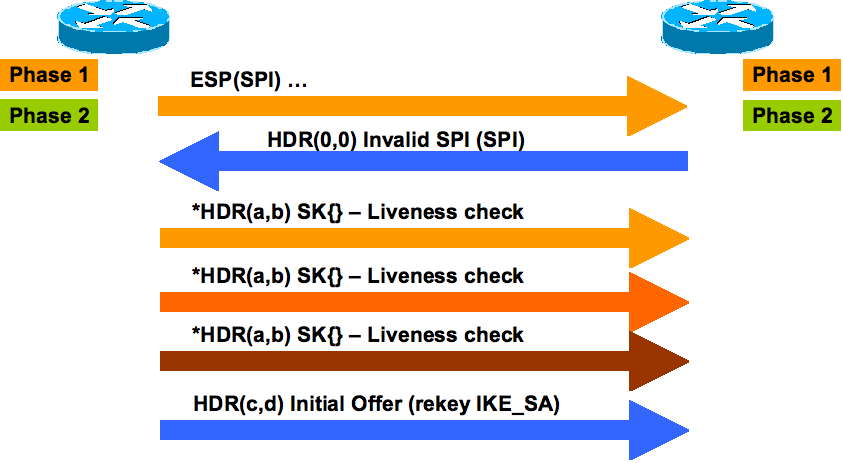 Phase 1
Phase 2
Phase 1
Phase 2
ESP(SPI) …
HDR(0,0) Invalid SPI (SPI)
*HDR(a,b) SK{} – Liveness check
*HDR(a,b) SK{} – Liveness check
*HDR(a,b) SK{} – Liveness check
HDR(c,d) Initial Offer (rekey IKE_SA)